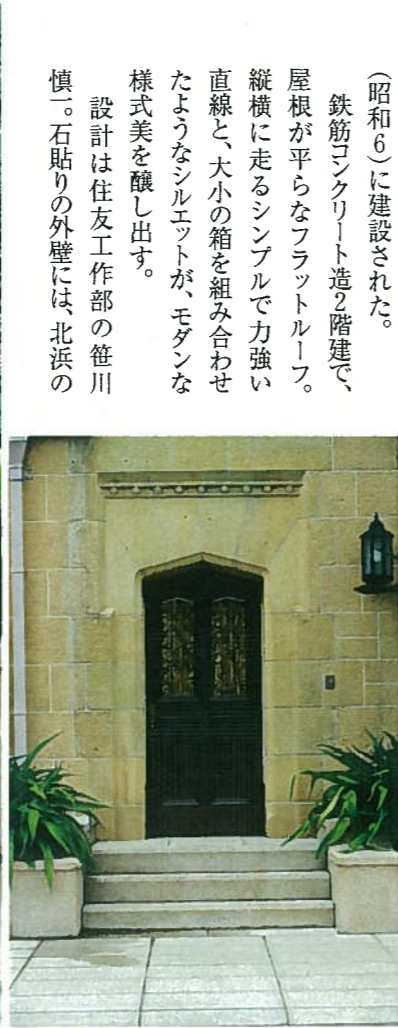 (昭和6)に建設された。
鉄筋コンクリート造2階建で、
屋根が平らなフラットルーフ。
縦横に走るシンプルで力強い
直線と、大小の箱を組み合わせ
たようなシルエットが、モダンな
様式美を醸し出す。
設計は住友工作部の笹川
慎一。石貼りの外壁には、北浜の